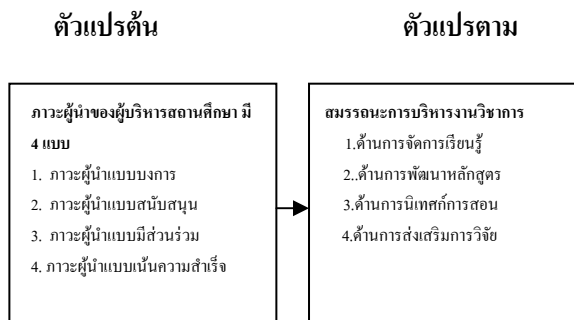 ตัวแปรต้น
ตัวแปรตาม
ภาวะผู้นำของผู้บริหารสถานศึกษา มี
4 แบบ
1. ภาวะผู้นำแบบบงการ
2. ภาวะผู้นำแบบสนับสนุน
3. ภาวะผู้นำแบบมีส่วนร่วม
4. ภาวะผู้นำแบบเน้นความสำเร็จ
สมรรถนะการบริหารงานวิชาการ
1.ด้านการจัดการเรียนรู้
2..ด้านการพัฒนาหลักสูตร
3.ด้านการนิเทศก์การสอน
4.ด้านการส่งเสริมการวิจัย